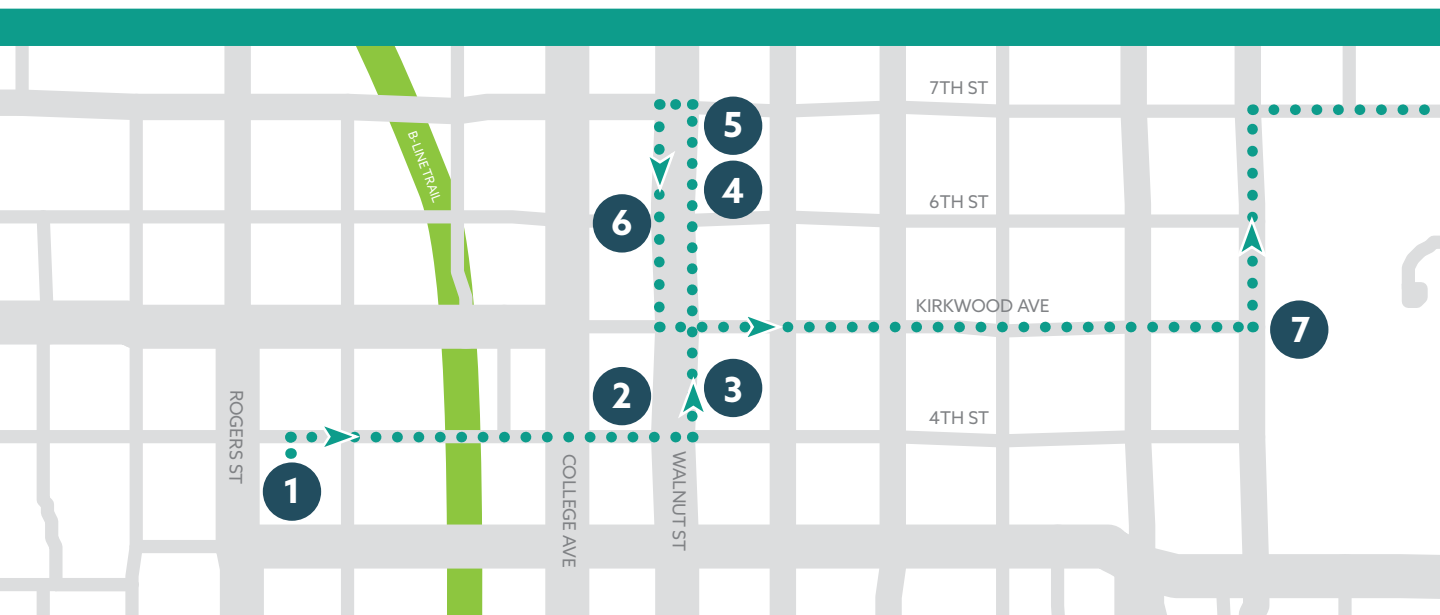 7TH ST
5
B-LINE TRAIL
4
6TH ST
6
KIRKWOOD AVE
7
2
3
ROGERS ST
4TH ST
1
COLLEGE AVE
WALNUT ST